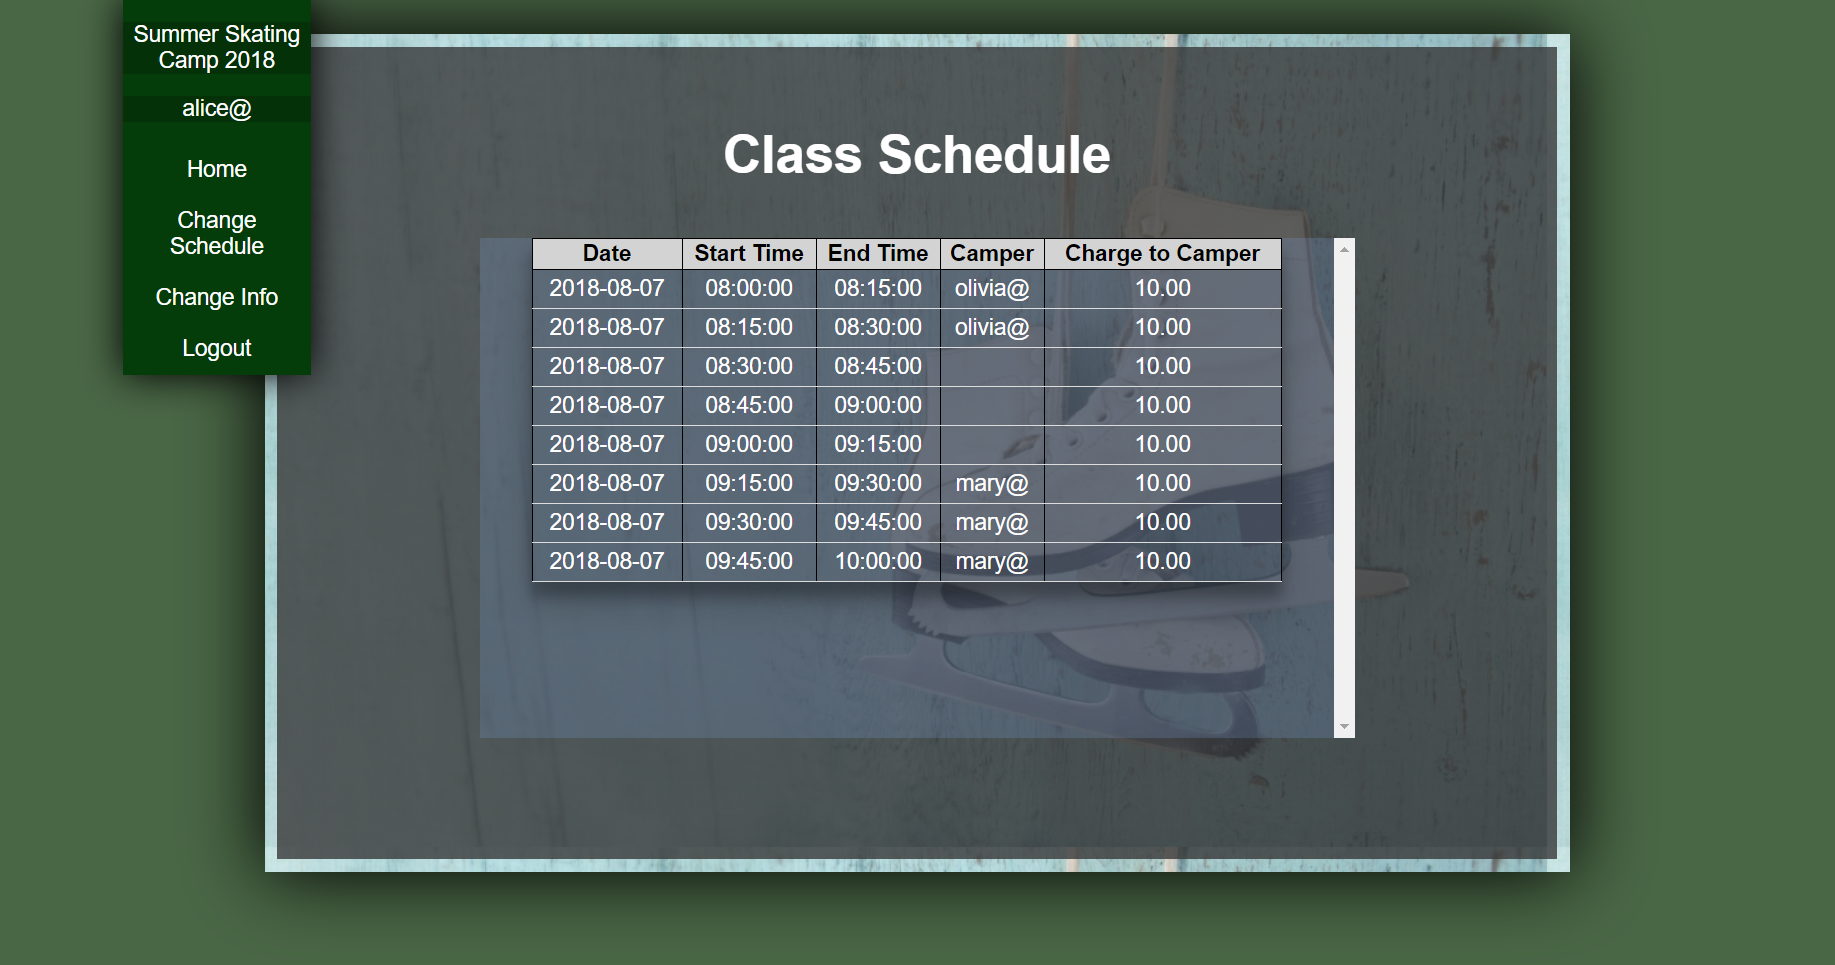 Summer Skating
Camp 2018
alice@
Home
Change
Schedule
Change Info
Logout
Class Schedule
Date Start Time End Time Camper Charge to Camper
2018-08-07 08:00:00 08:15:00 olivia@ 10.00
2018-08-07 08:15:00 08:30:00 olivia@ 10.00
2018-08-07 08:30:00 08:45:00 10.00
2018-08-07 08:45:00 09:00:00 10.00
2018-08-07 09:00:00 09:15:00 10.00
2018-08-07 09:15:00 09:30:00 mary@ 10.00
2018-08-07 09:30:00 09:45:00 mary@ 10.00
2018-08-07 09:45:00 10:00:00 mary@ 10.00